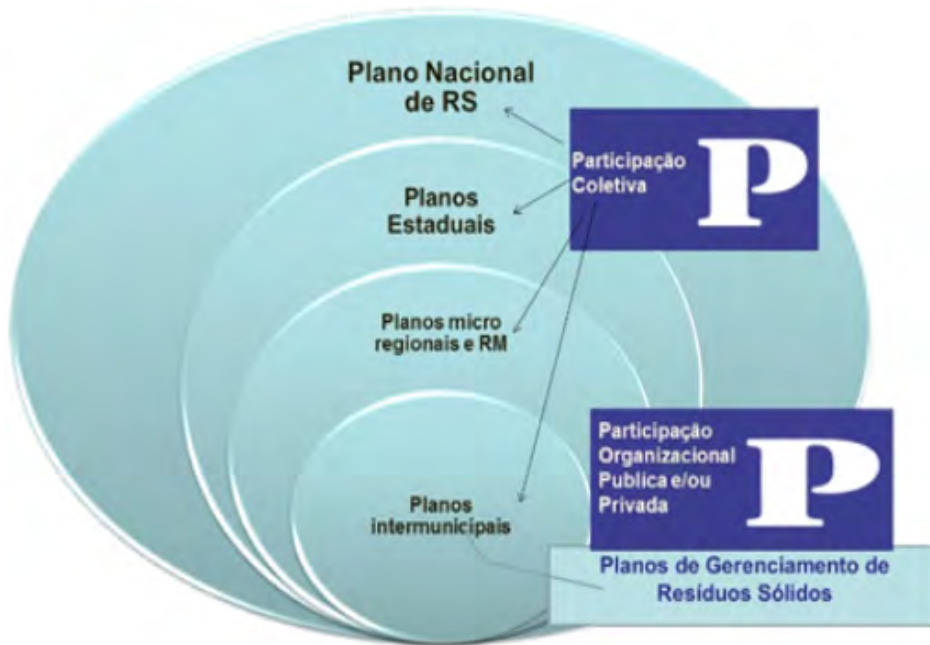 Plano Nacional
de RS
Participação
Coletiva
P
Planos
Estaduais
Planos micro
regionais e RM
Participação
Organizacional
Publica e/ou
Privada
P
Planos
intermunicipais
Planos de Gerenciamento de
Resíduos Sólidos